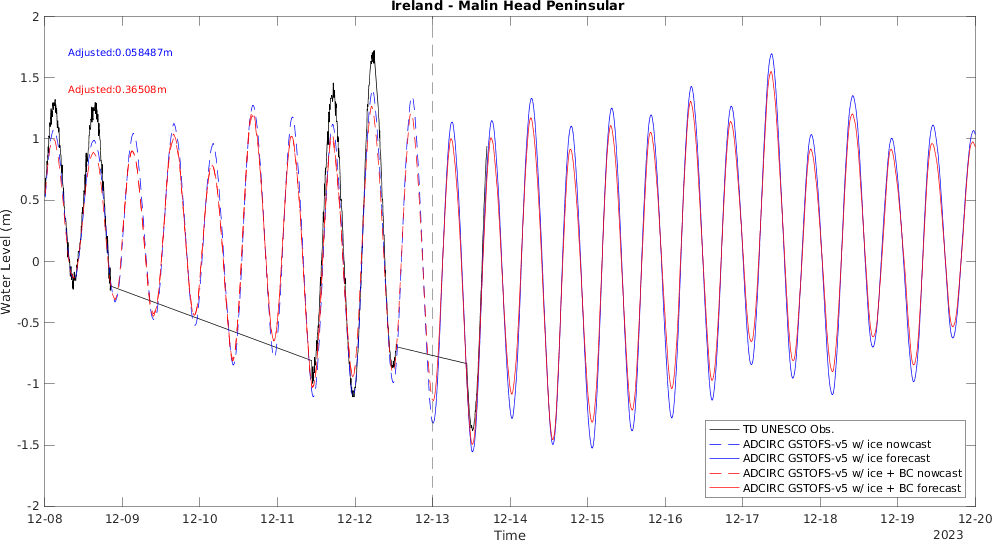 Ireland - Malin Head Peninsular
Adjusted:0.058487m
Adjusted:0.36508m
Water Level (m)
2
1.5
1
0.5
0
-0.5
-1
-1.5
-2
12-08 12-09 12-10 12-11 12-12 12-13 12-14 12-15 12-16 12-17 12-18 12-19 12-20
Time
2023
TD UNESCO Obs.
ADCIRC GSTOFS-v5 w/ ice nowcast
ADCIRC GSTOFS-v5 w/ ice forecast
ADCIRC GSTOFS-v5 w/ ice + BC nowcast
ADCIRC GSTOFS-v5 w/ ice + BC forecast